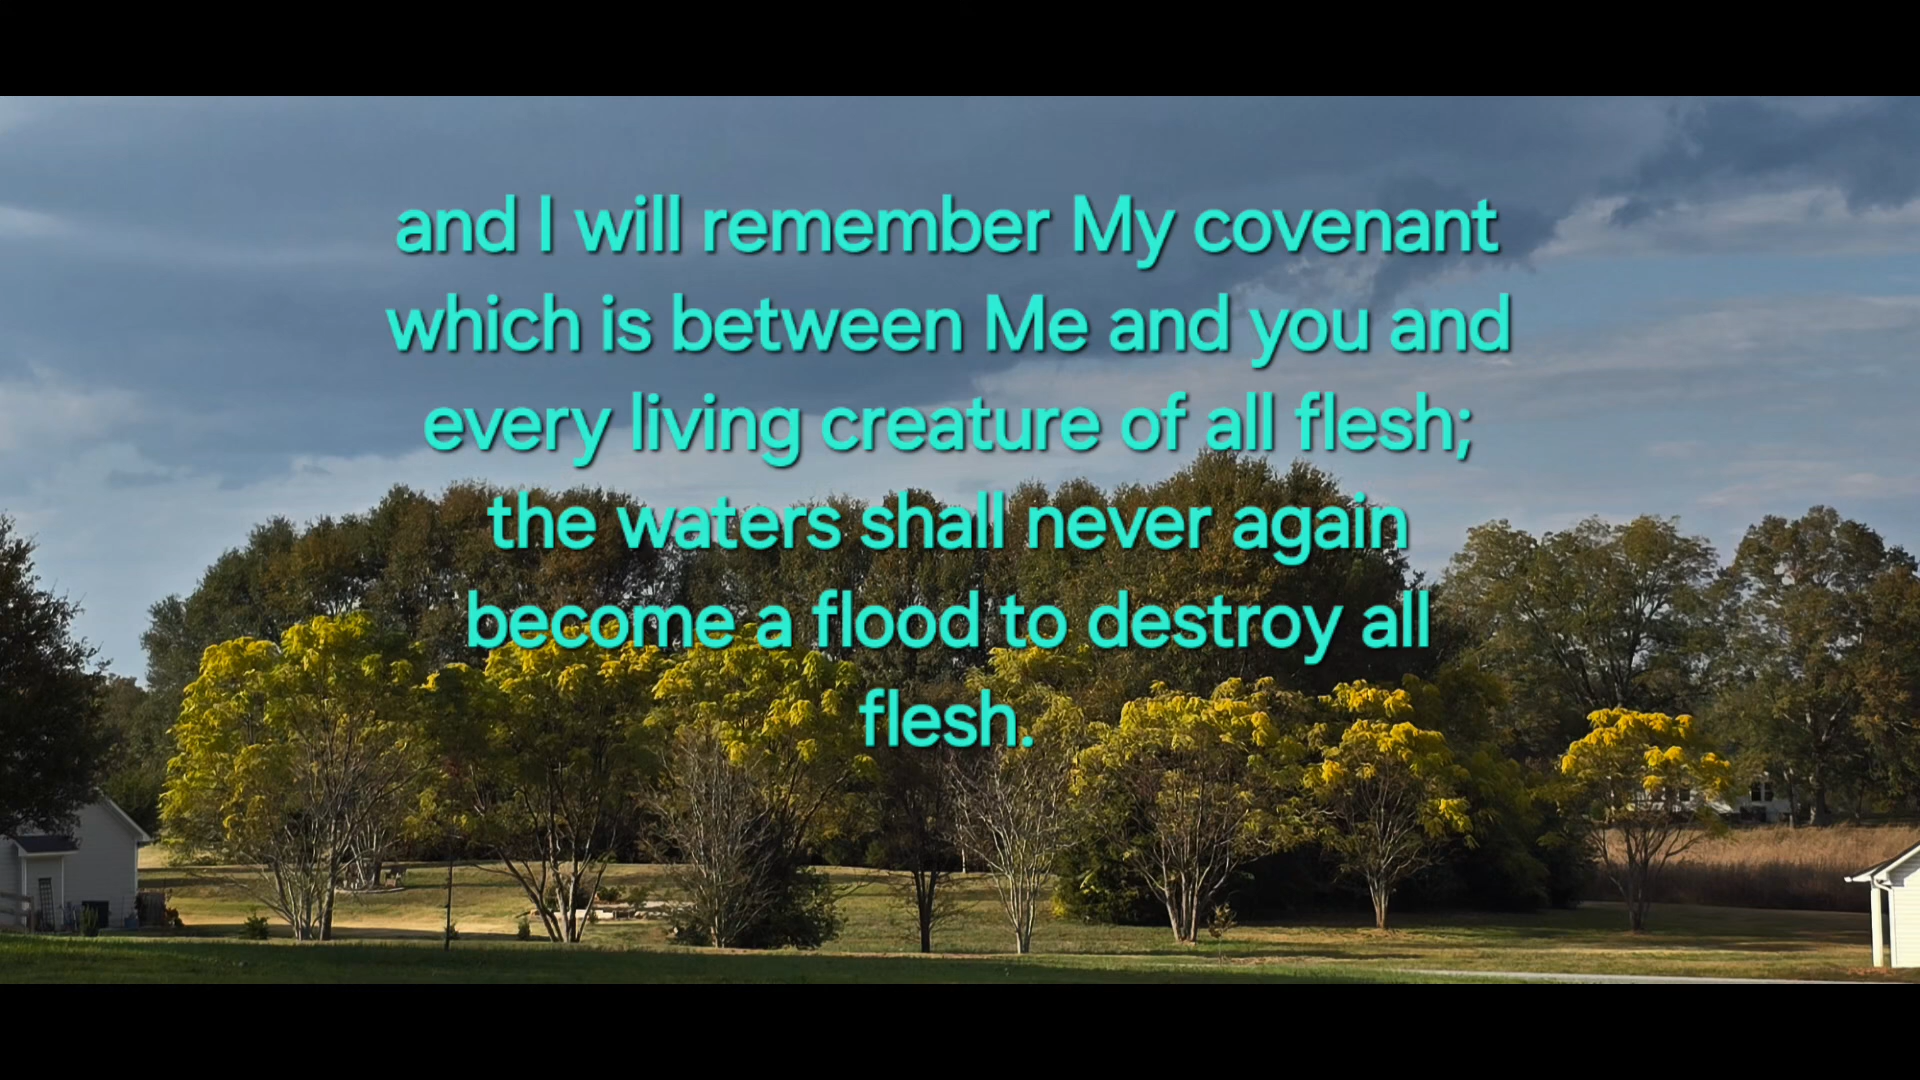 and I will remember My covenant
which is between Me and you and
every living creature of all flesh;
the waters shall never again
become a flood to destroy all
flesh.